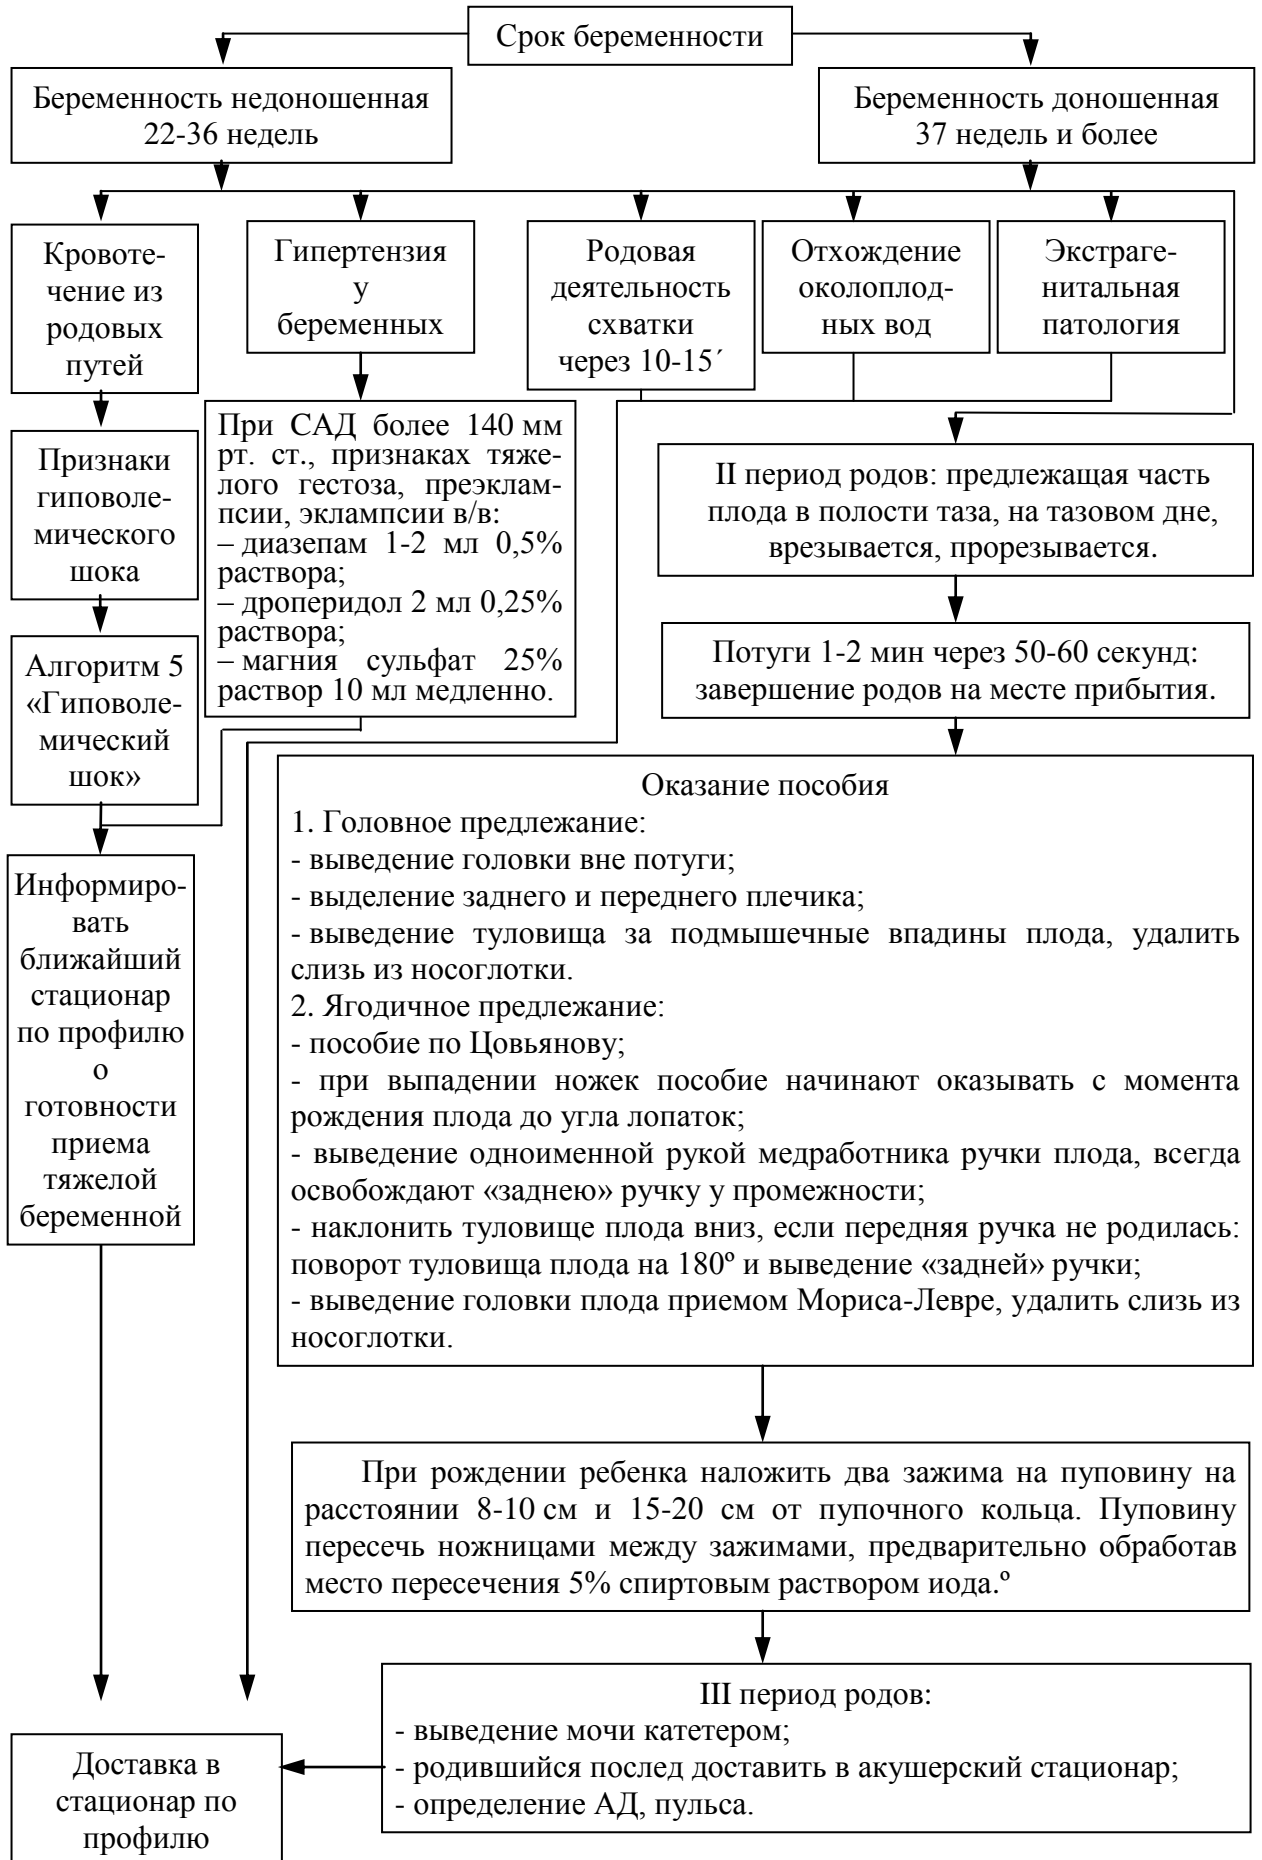 Срок беременности
Беременность недоношенная
22-36 недель
Беременность доношенная
37 недель и более
Кровоте-
чение из
родовых
путей
Гипертензия
у
беременных
Родовая
деятельность
схватки
через 10-15´
Отхождение
околоплод-
ных вод
Экстраге-
нитальная
патология
Признаки
гиповоле-
мического
шока
При САД более 140 мм
рт. ст., признаках тяже-
лого гестоза, преэклам-
псии, эклампсии в/в:
– диазепам 1-2 мл 0,5%
раствора;
– дроперидол 2 мл 0,25%
раствора;
– магния сульфат 25%
раствор 10 мл медленно.
II период родов: предлежащая часть
плода в полости таза, на тазовом дне,
врезывается, прорезывается.
Алгоритм 5
«Гиповоле-
мический
шок»
Потуги 1-2 мин через 50-60 секунд:
завершение родов на месте прибытия.
Информиро-
вать
ближайший
стационар
по профилю
о
готовности
приема
тяжелой
беременной
Оказание пособия
1. Головное предлежание:
- выведение головки вне потуги;
- выделение заднего и переднего плечика;
- выведение туловища за подмышечные впадины плода, удалить
слизь из носоглотки.
2. Ягодичное предлежание:
- пособие по Цовьянову;
- при выпадении ножек пособие начинают оказывать с момента
рождения плода до угла лопаток;
- выведение одноименной рукой медработника ручки плода, всегда
освобождают «заднею» ручку у промежности;
- наклонить туловище плода вниз, если передняя ручка не родилась:
поворот туловища плода на 180º и выведение «задней» ручки;
- выведение головки плода приемом Мориса-Левре, удалить слизь из
носоглотки.
При рождении ребенка наложить два зажима на пуповину на
расстоянии 8-10 см и 15-20 см от пупочного кольца. Пуповину
пересечь ножницами между зажимами, предварительно обработав
место пересечения 5% спиртовым раствором иода.º
III период родов:
- выведение мочи катетером;
- родившийся послед доставить в акушерский стационар;
- определение АД, пульса.
Доставка в
стационар по
профилю